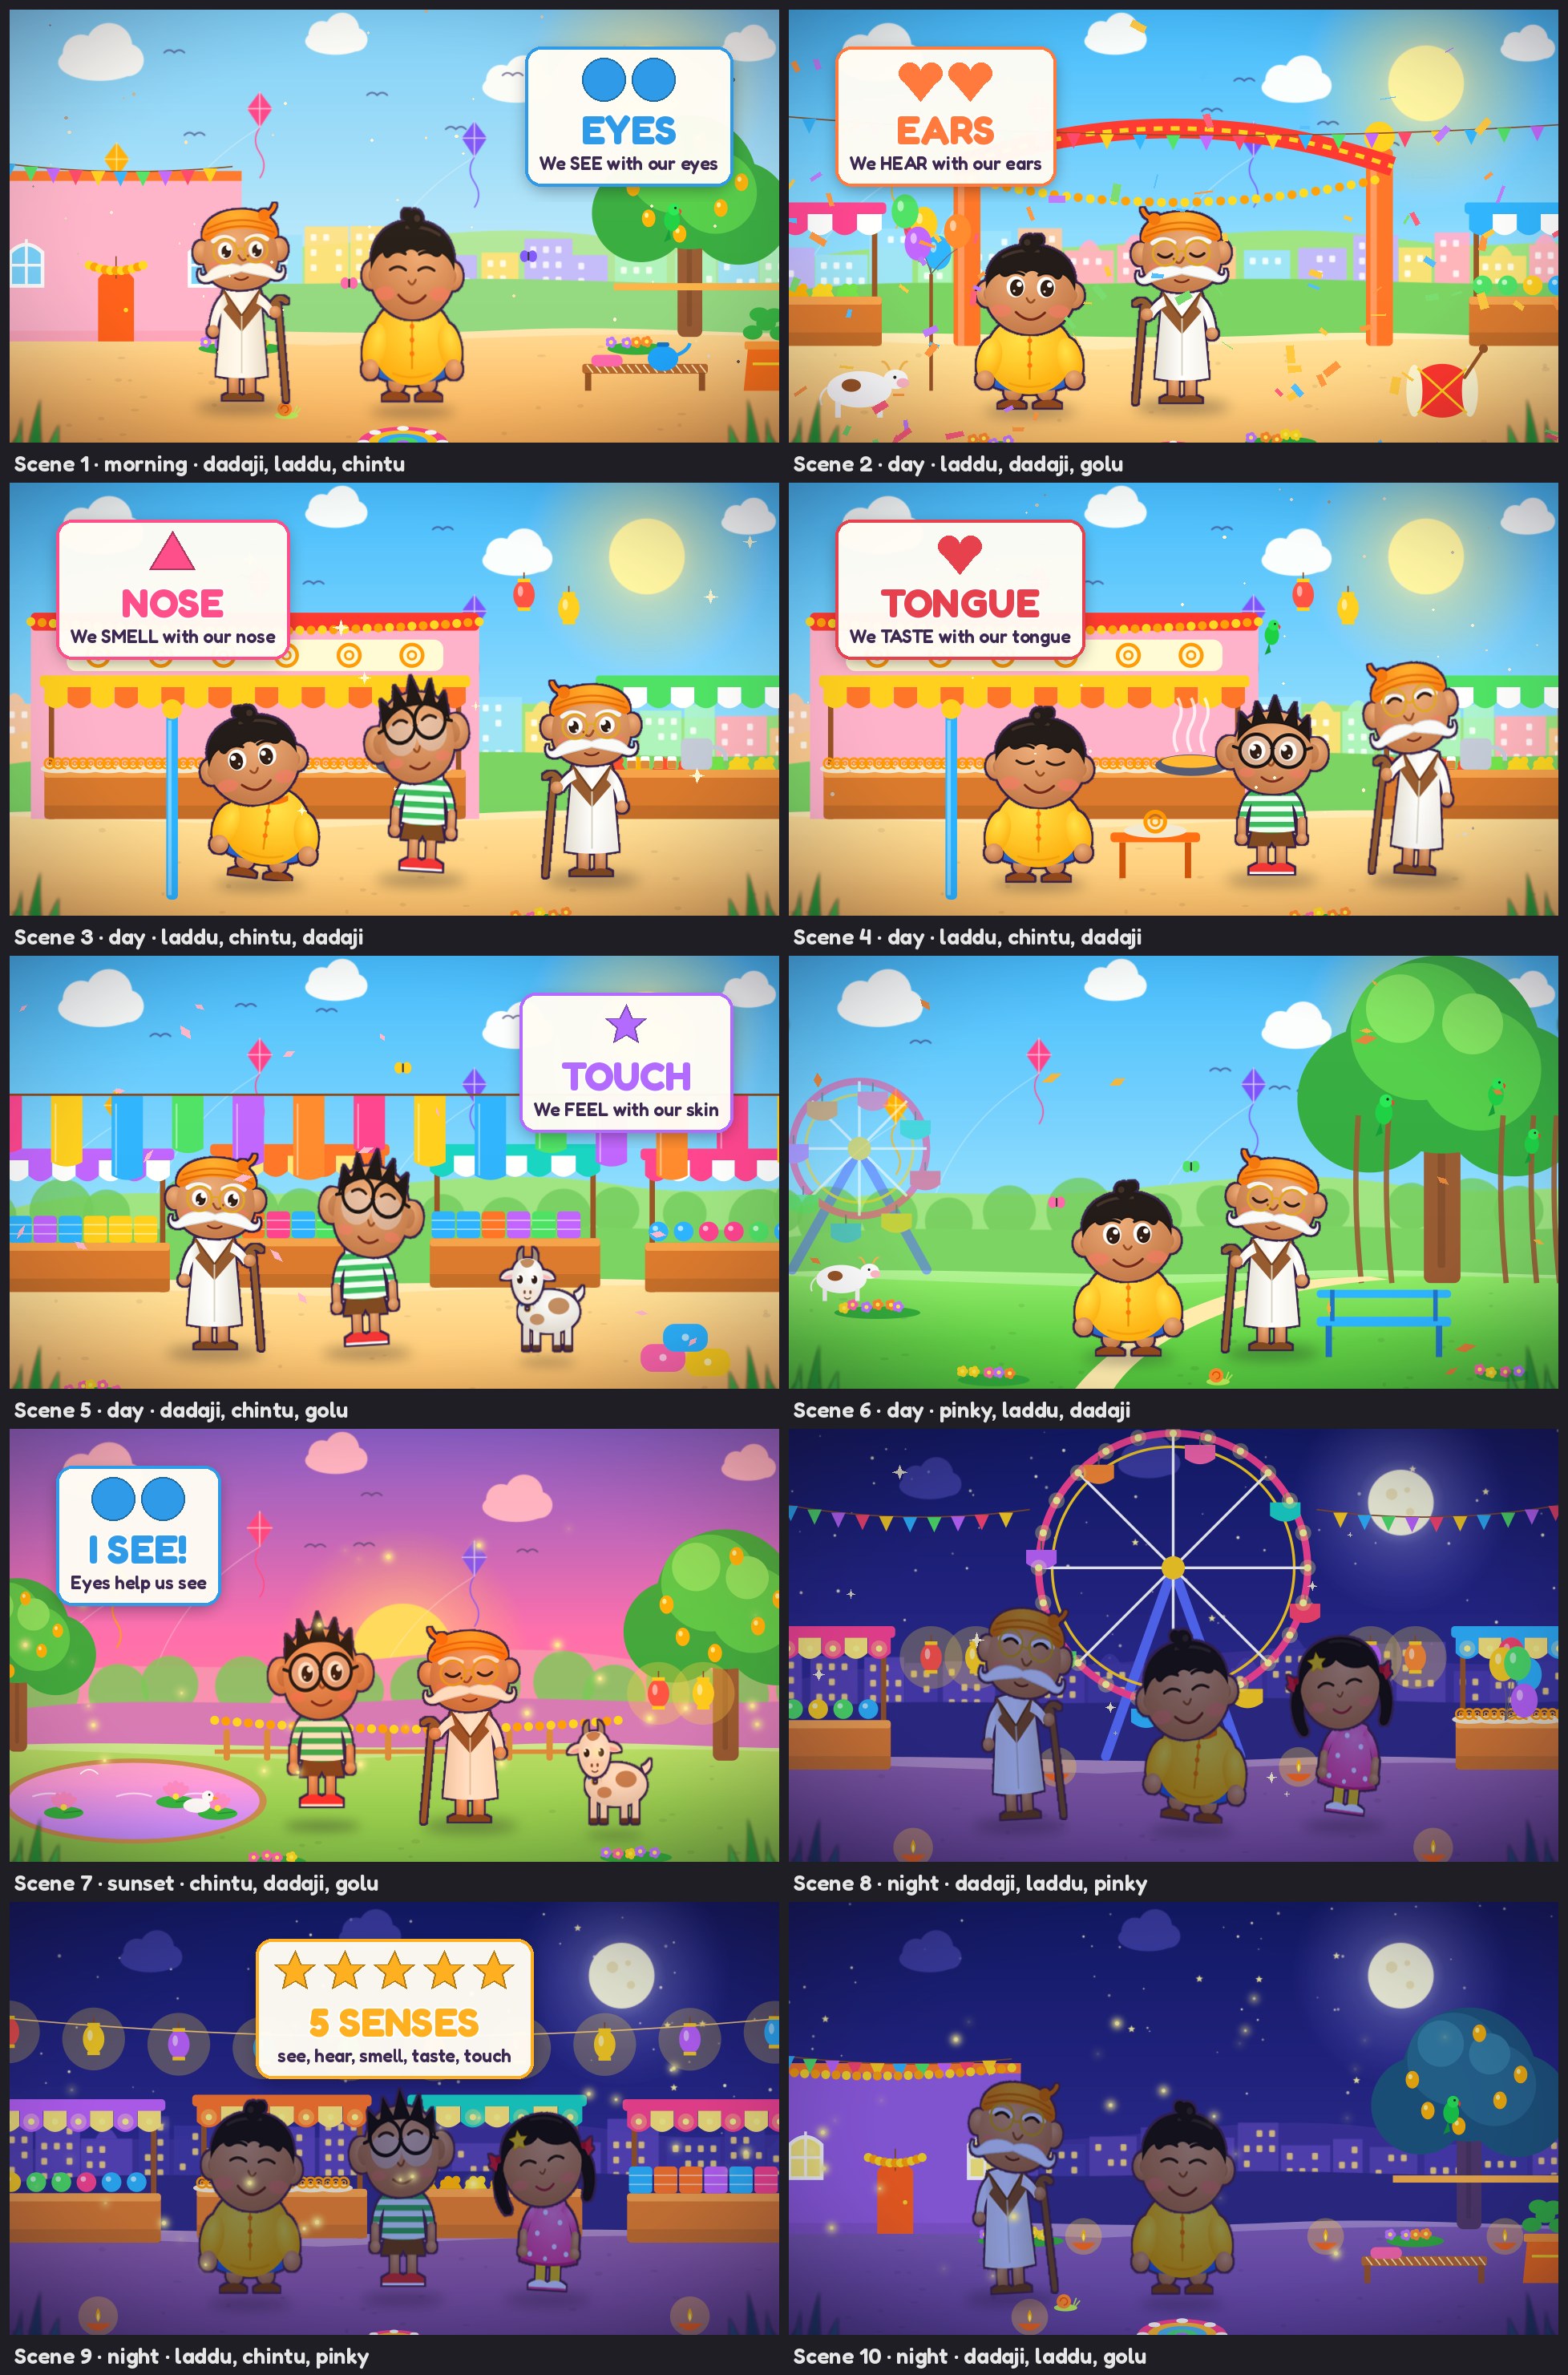 EYES
We SEE with our eyes
EARS
We HEAR with our ears
Scene 1 · morning · dadaji, laddu, chintu
Scene 2 · day · laddu, dadaji, golu
NOSE
We SMELL with our nose
TONGUE
We TASTE with our tongue
Scene 3 · day · laddu, chintu, dadaji
Scene 4 · day · laddu, chintu, dadaji
TOUCH
We FEEL with our skin
Scene 5 · day · dadaji, chintu, golu
Scene 6 · day · pinky, laddu, dadaji
I SEE!
Eyes help us see
Scene 7 · sunset · chintu, dadaji, golu
Scene 8 · night · dadaji, laddu, pinky
5 SENSES
see, hear, smell, taste, touch
Scene 9 · night · laddu, chintu, pinky
Scene 10 · night · dadaji, laddu, golu